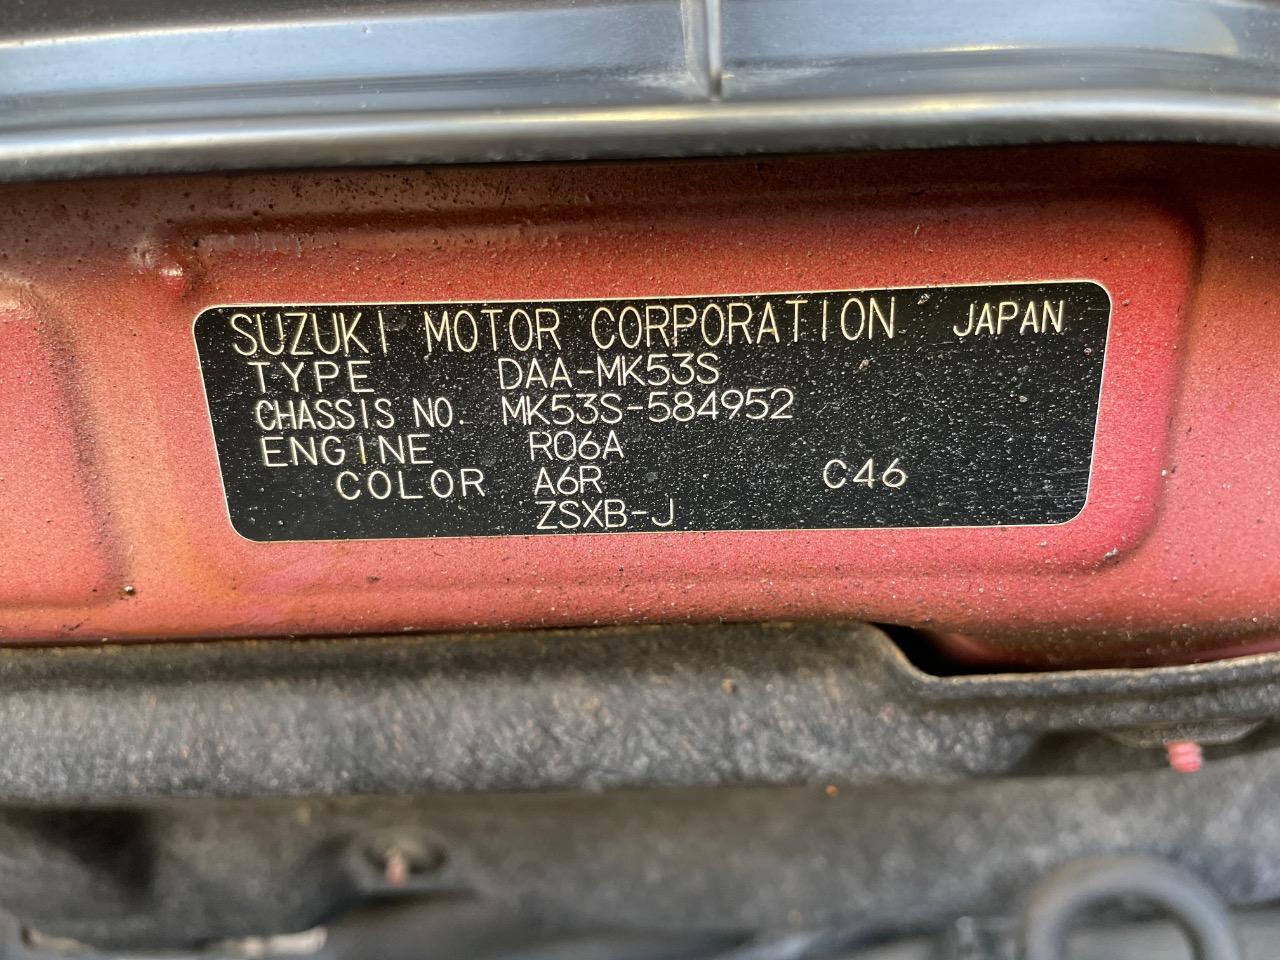 SUZUKI MOTOR CORPORATION JAPAN
TYPE DAA-MK53S
CHASSIS NO. MK53S-584952
ENGINE R06A
COLOR A6R C46
ZSXB-J